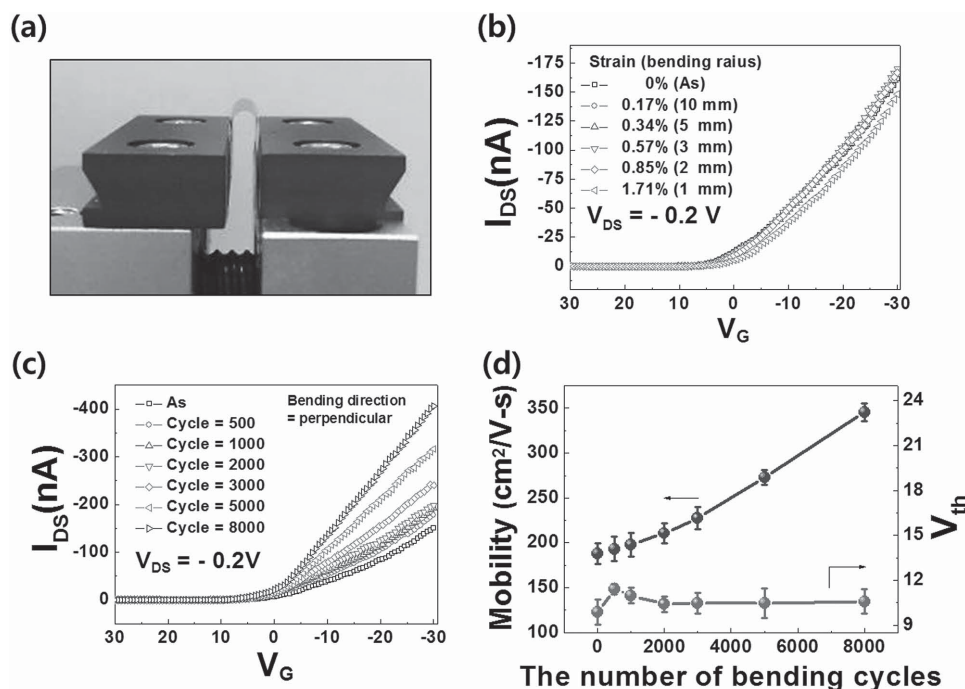 (a)
(b)
-175
-150
-125
-100
-75
-50
-25
0
I_DS(nA)
Strain (bending raius)
0% (As)
0.17% (10 mm)
0.34% (5 mm)
0.57% (3 mm)
0.85% (2 mm)
1.71% (1 mm)
V_DS = - 0.2 V
30 20 10 0 -10 -20 -30
V_G
(c)
-400
-300
-200
-100
0
I_DS(nA)
As
Cycle = 500
Cycle = 1000
Cycle = 2000
Cycle = 3000
Cycle = 5000
Cycle = 8000
Bending direction
= perpendicular
V_DS = - 0.2V
30 20 10 0 -10 -20 -30
V_G
(d)
350
300
250
200
150
100
Mobility (cm²/V-s)
24
21
18
15
12
9
V_th
0 2000 4000 6000 8000
The number of bending cycles